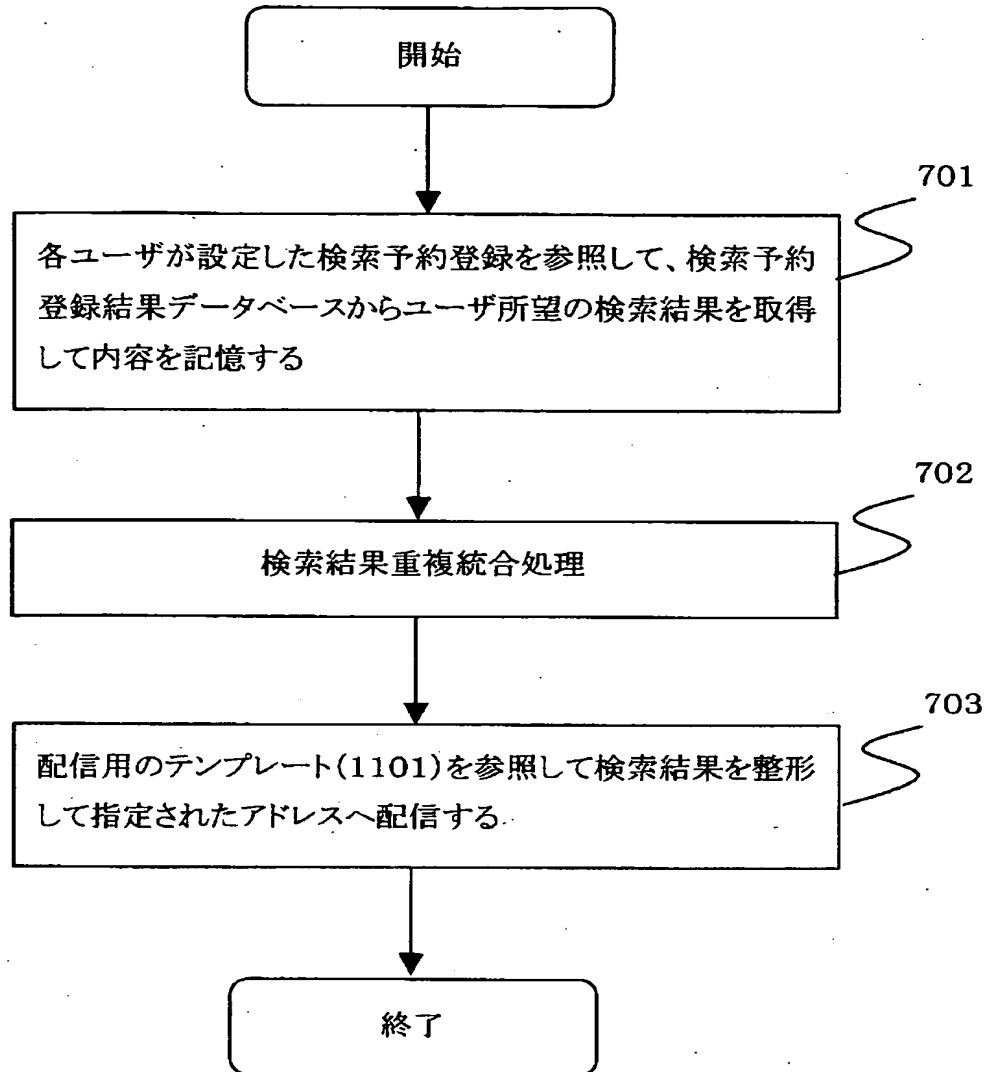 開始
701
各ユーザが設定した検索予約登録を参照して、検索予約
登録結果データベースからユーザ所望の検索結果を取得
して内容を記憶する
702
検索結果重複統合処理
703
配信用のテンプレート(1101)を参照して検索結果を整形
して指定されたアドレスへ配信する
終了